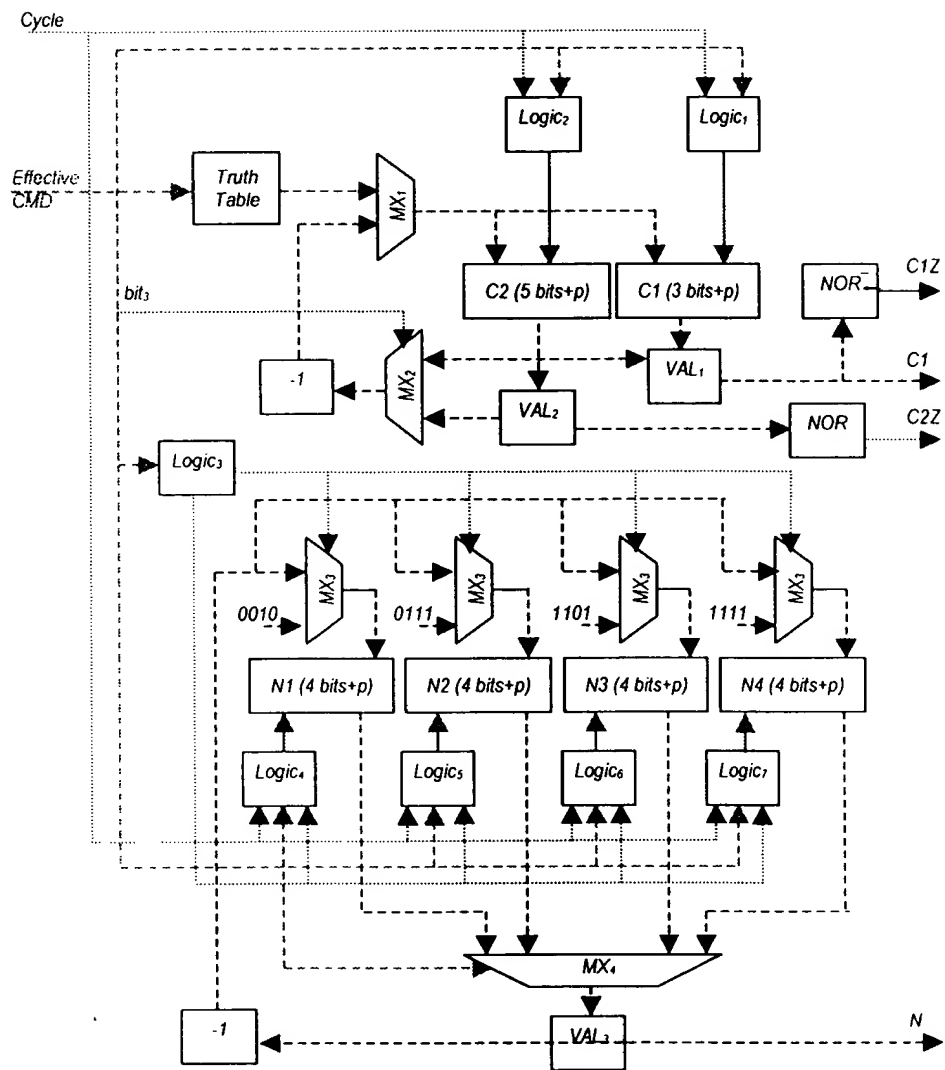 Cycle
Logic₂
Logic₁
Effective
CMD
Truth
Table
MX₁
bit₃
C2 (5 bits+p)
C1 (3 bits+p)
NOR
C1Z
-1
MX₂
VAL₁
C1
VAL₂
NOR
C2Z
Logic₃
MX₃
MX₃
MX₃
MX₃
0010
0111
1101
1111
N1 (4 bits+p)
N2 (4 bits+p)
N3 (4 bits+p)
N4 (4 bits+p)
Logic₄
Logic₅
Logic₆
Logic₇
MX₄
-1
VAL₃
N